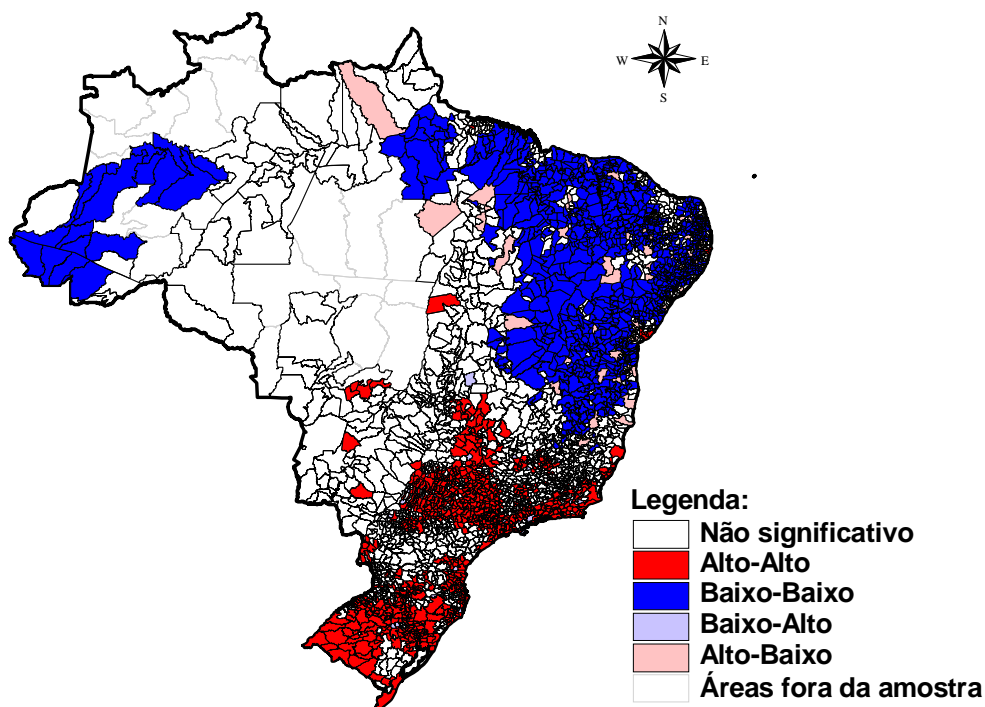 N
W E
S
Legenda:
Não significativo
Alto-Alto
Baixo-Baixo
Baixo-Alto
Alto-Baixo
Áreas fora da amostra